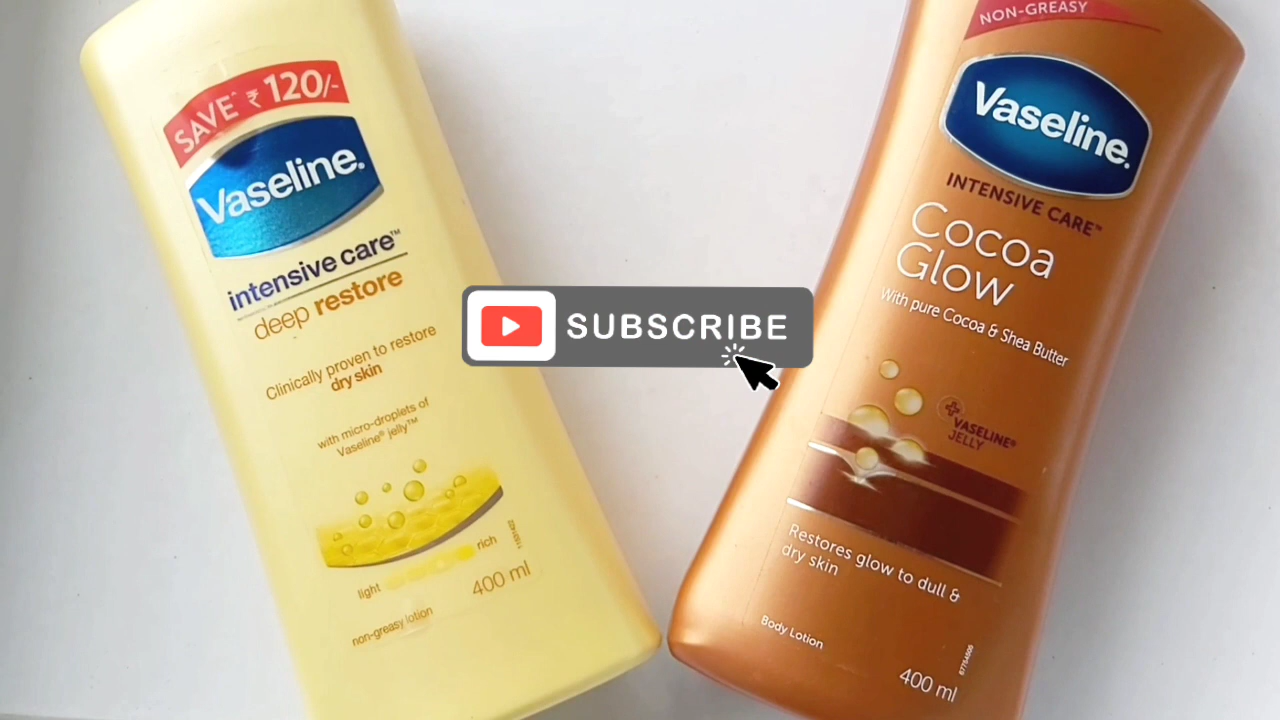 SAVE ₹ 120/-
Vaseline.
intensive care™
deep restore
Clinically proven to restore
dry skin
with micro-droplets of
Vaseline® jelly™
light
rich
400 ml
non-greasy lotion
SUBSCRIBE
NON-GREASY
Vaseline.
INTENSIVE CARE™
Cocoa
Glow
With pure Cocoa & Shea Butter
VASELINE®
JELLY
Restores glow to dull &
dry skin
Body Lotion
400 ml